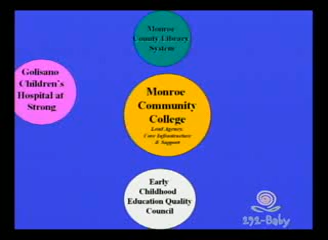 Monroe
County Library
System
Golisano
Children's
Hospital at
Strong
Monroe
Community
College
Lead Agency,
Core Infrastructure
& Support
Early
Childhood
Education Quality
Council
292-Baby